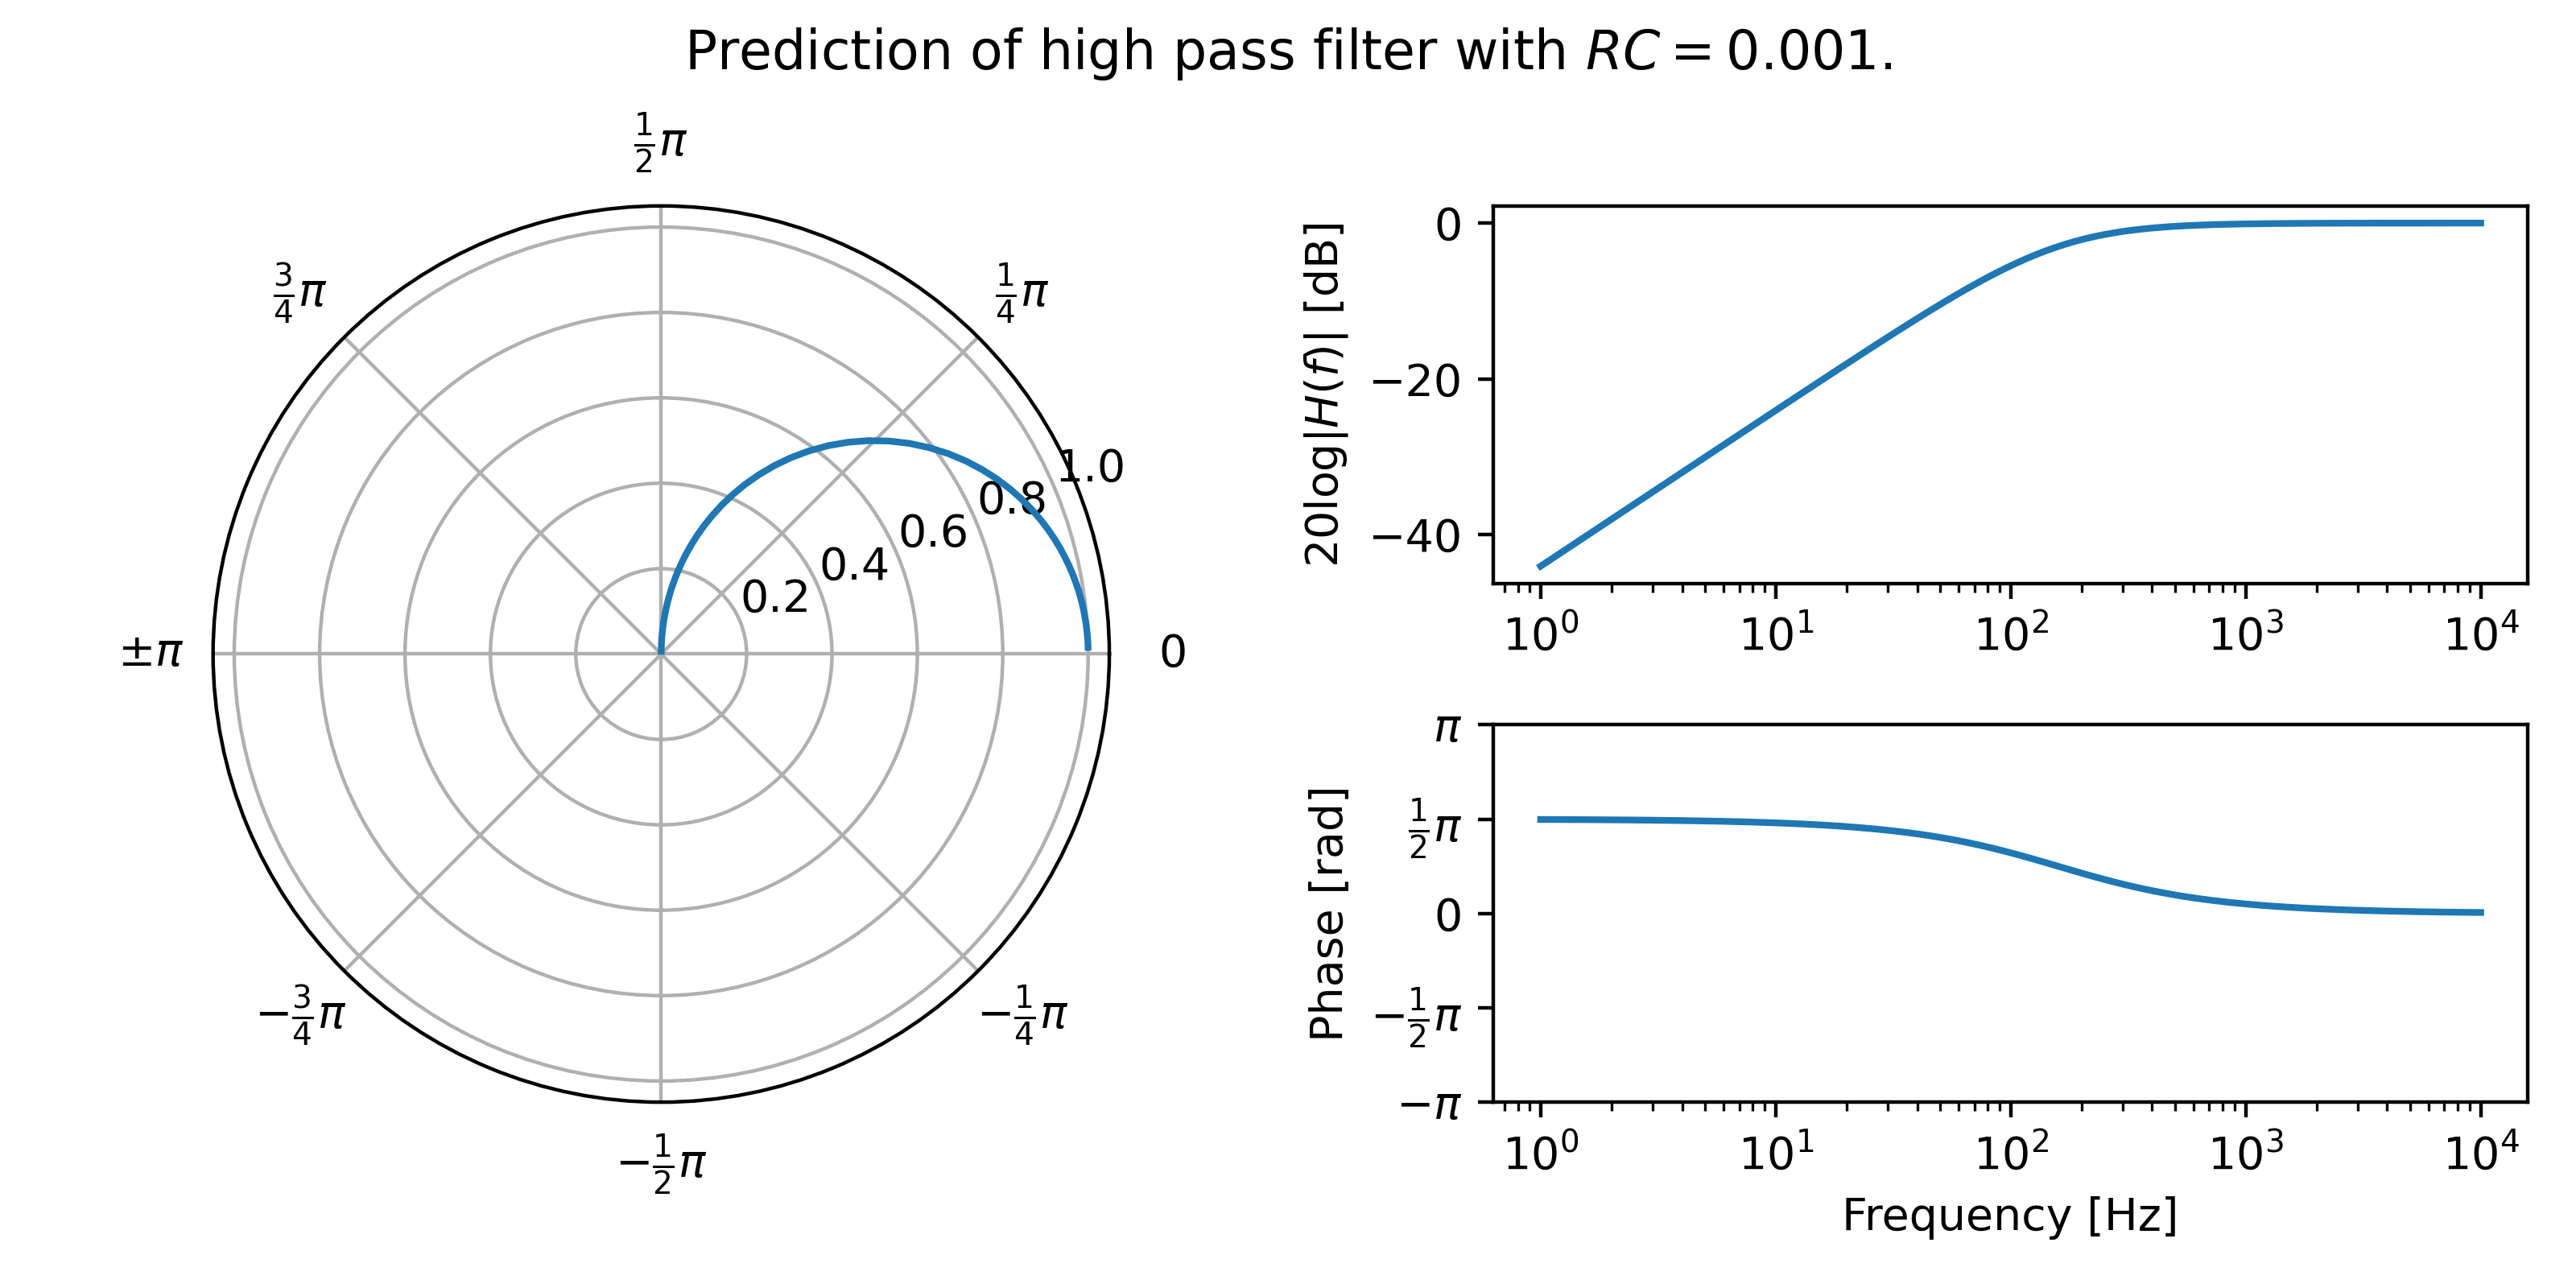 Prediction of high pass filter with RC = 0.001.
½π
¾π
¼π
±π
0
−¾π
−¼π
−½π
0.2
0.4
0.6
0.8
1.0
20log|H(f)| [dB]
0
−20
−40
10⁰ 10¹ 10² 10³ 10⁴
Phase [rad]
π
½π
0
−½π
−π
10⁰ 10¹ 10² 10³ 10⁴
Frequency [Hz]